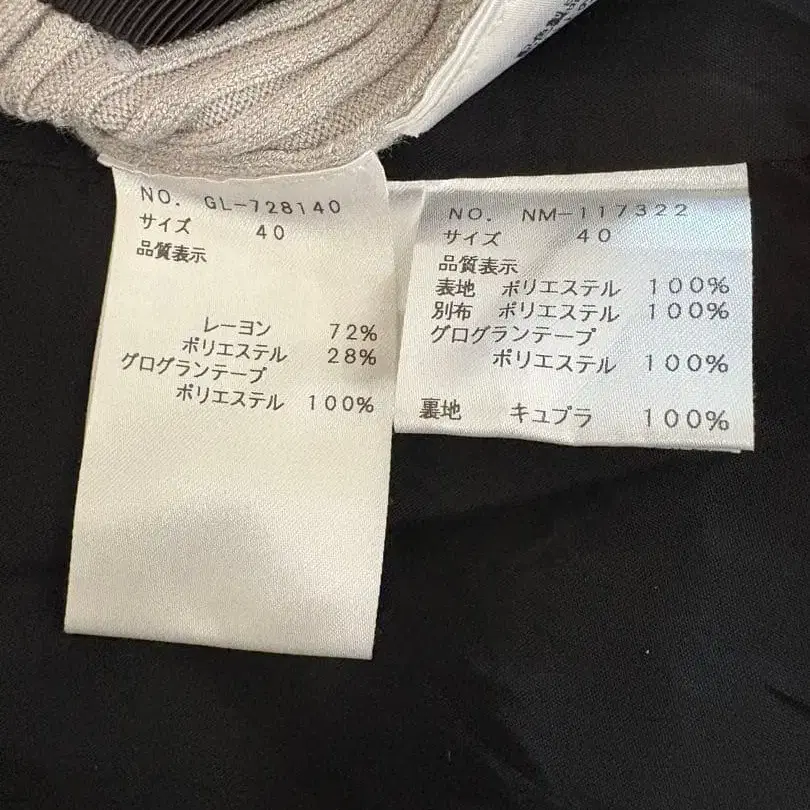 NO. GL-728140
サイズ 40
品質表示
レーヨン 72%
ポリエステル 28%
グログランテープ
ポリエステル 100%
NO. NM-117322
サイズ 40
品質表示
表地 ポリエステル 100%
別布 ポリエステル 100%
グログランテープ
ポリエステル 100%
裏地 キュプラ 100%